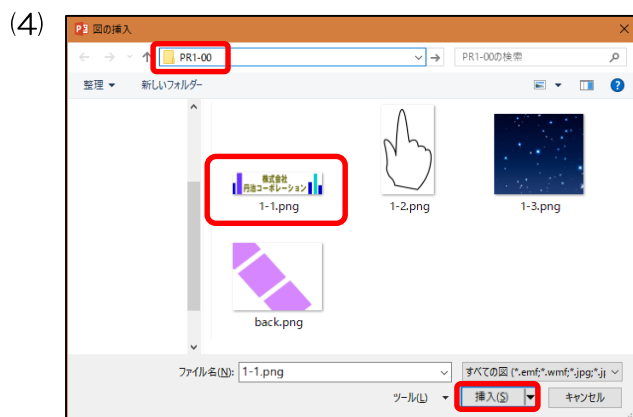 (4)
図の挿入
PR1-00
PR1-00の検索
整理 新しいフォルダー
株式会社
丹治コーポレーション
1-1.png
1-2.png
1-3.png
back.png
ファイル名(N): 1-1.png
すべての図 (*.emf;*.wmf;*.jpg;*.jp
ツール(L) 挿入(S) キャンセル